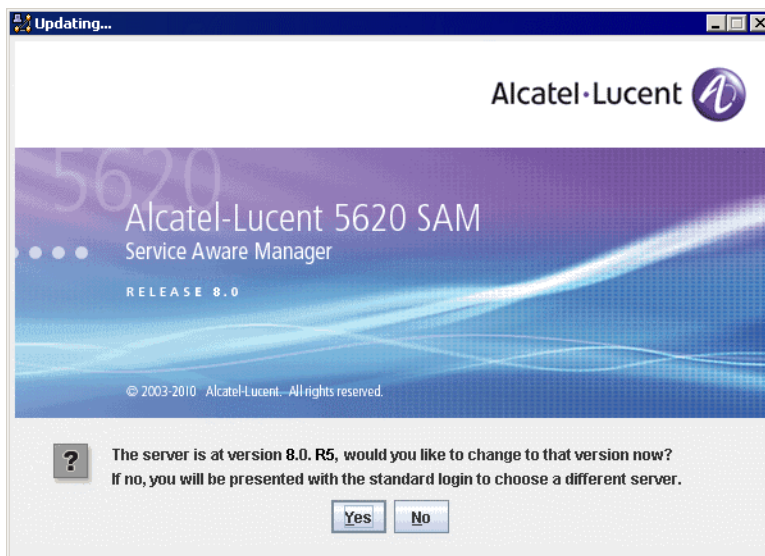 Updating...
Alcatel·Lucent
5620
Alcatel-Lucent 5620 SAM
Service Aware Manager
RELEASE 8.0
© 2003-2010 Alcatel-Lucent. All rights reserved.
?
The server is at version 8.0. R5, would you like to change to that version now?
If no, you will be presented with the standard login to choose a different server.
Yes No